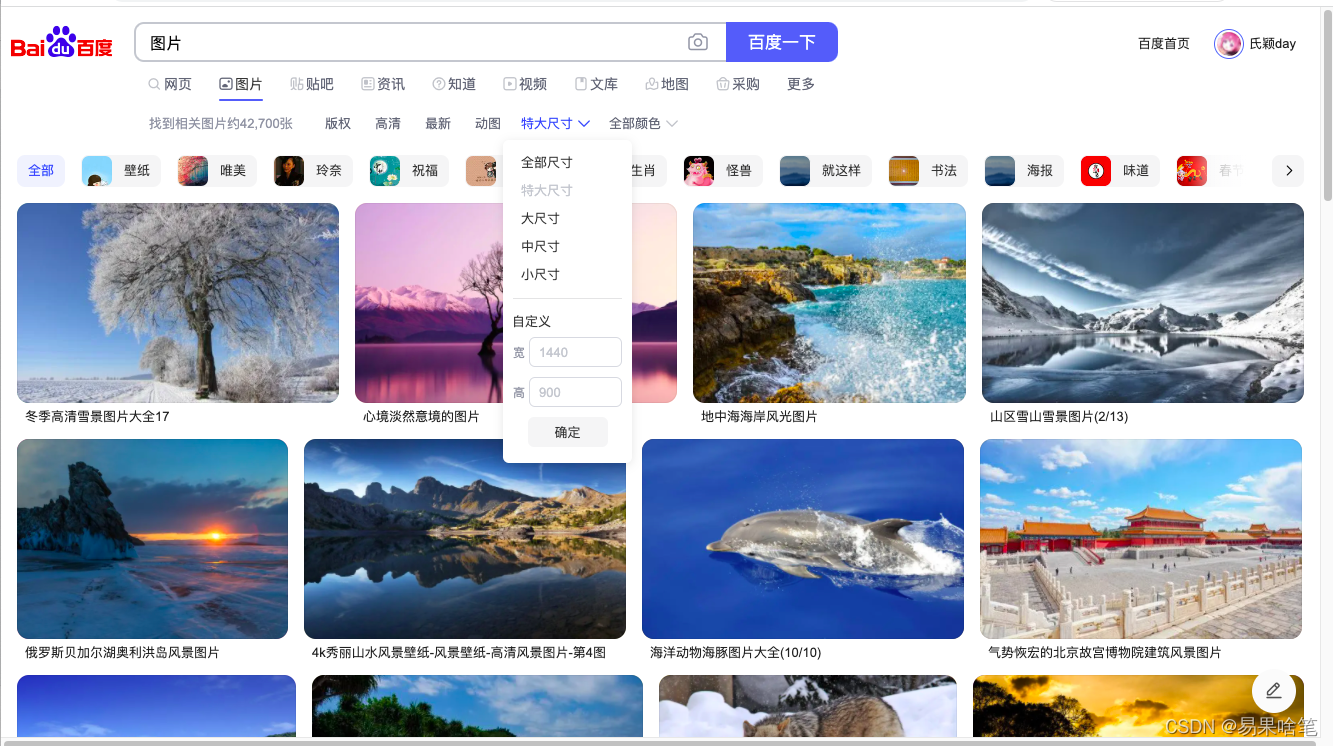 Bai du 百度
图片
百度一下
百度首页
氏颖day
网页 图片 贴吧 资讯 知道 视频 文库 地图 采购 更多
找到相关图片约42,700张 版权 高清 最新 动图 特大尺寸 全部颜色
全部 壁纸 唯美 玲奈 祝福 生肖 怪兽 就这样 书法 海报 味道 春节
全部尺寸
特大尺寸
大尺寸
中尺寸
小尺寸
自定义
宽 1440
高 900
确定
冬季高清雪景图片大全17
心境淡然意境的图片
地中海海岸风光图片
山区雪山雪景图片(2/13)
俄罗斯贝加尔湖奥利洪岛风景图片
4k秀丽山水风景壁纸-风景壁纸-高清风景图片-第4图
海洋动物海豚图片大全(10/10)
气势恢宏的北京故宫博物院建筑风景图片
CSDN @易果啥笔